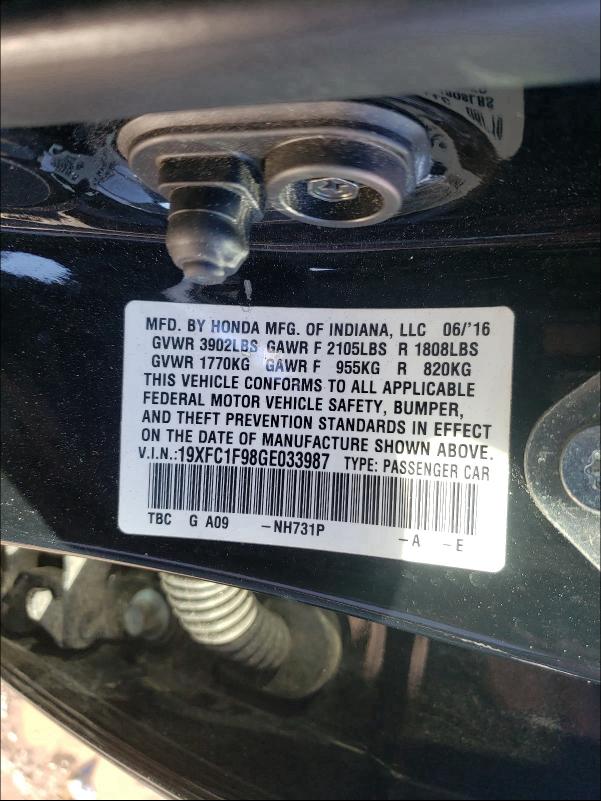 MFD. BY HONDA MFG. OF INDIANA, LLC 06/'16
GVWR 3902LBS GAWR F 2105LBS R 1808LBS
GVWR 1770KG GAWR F 955KG R 820KG
THIS VEHICLE CONFORMS TO ALL APPLICABLE
FEDERAL MOTOR VEHICLE SAFETY, BUMPER,
AND THEFT PREVENTION STANDARDS IN EFFECT
ON THE DATE OF MANUFACTURE SHOWN ABOVE.
V.I.N.:19XFC1F98GE033987 TYPE: PASSENGER CAR
TBC G A09 -NH731P -A -E